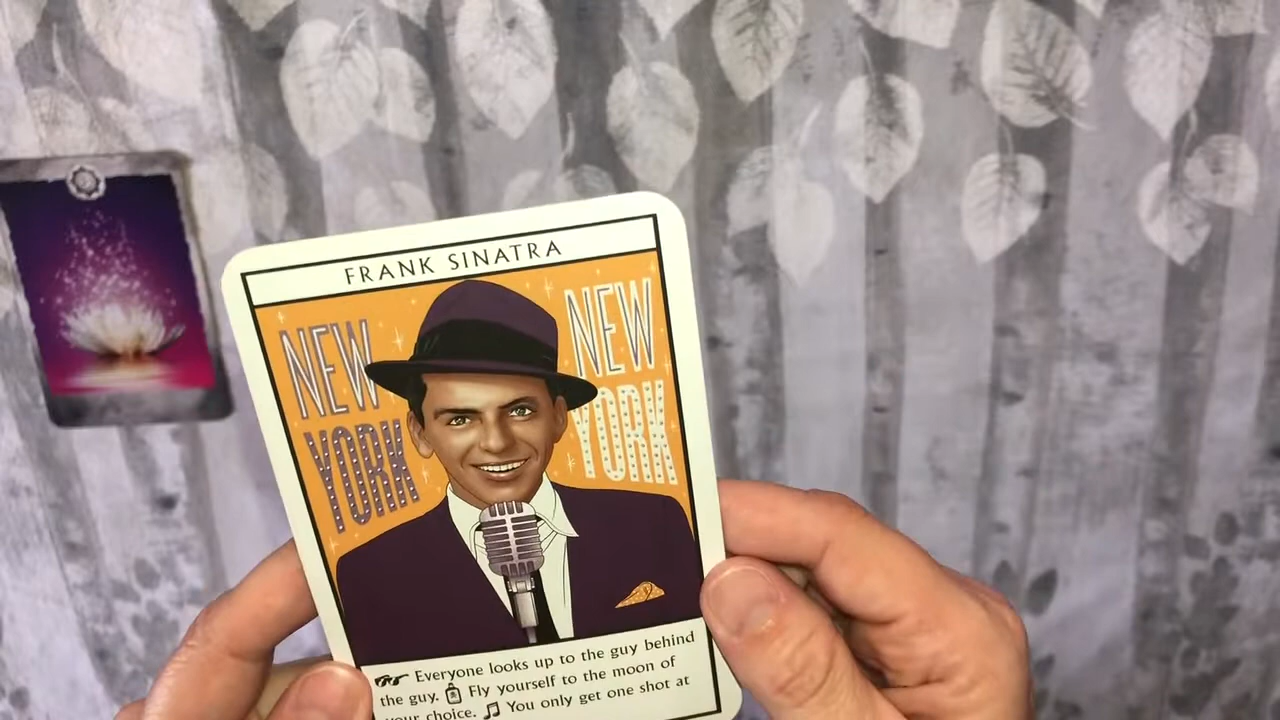 FRANK SINATRA
NEW
YORK
NEW
YORK
Everyone looks up to the guy behind
the guy. Fly yourself to the moon of
your choice. You only get one shot at